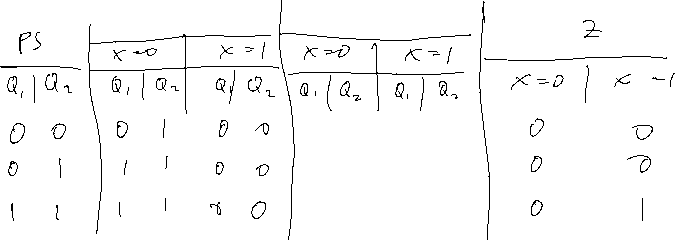 PS Z
x=0 x=1 x=0 x=1 x=0 x=1
Q₁ Q₂ Q₁ Q₂ Q₁ Q₂ Q₁ Q₂ Q₁ Q₂
0 0 0 1 0 0 0 0
0 1 1 1 0 0 0 0
1 1 1 1 0 0 0 1